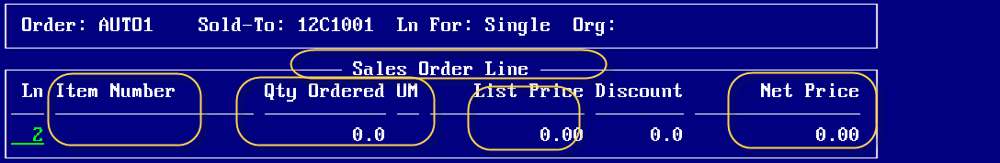 Order: AUTO1 Sold-To: 12C1001 Ln For: Single Org:
Sales Order Line
Ln Item Number Qty Ordered UM List Price Discount Net Price
2 0.0 0.00 0.0 0.00